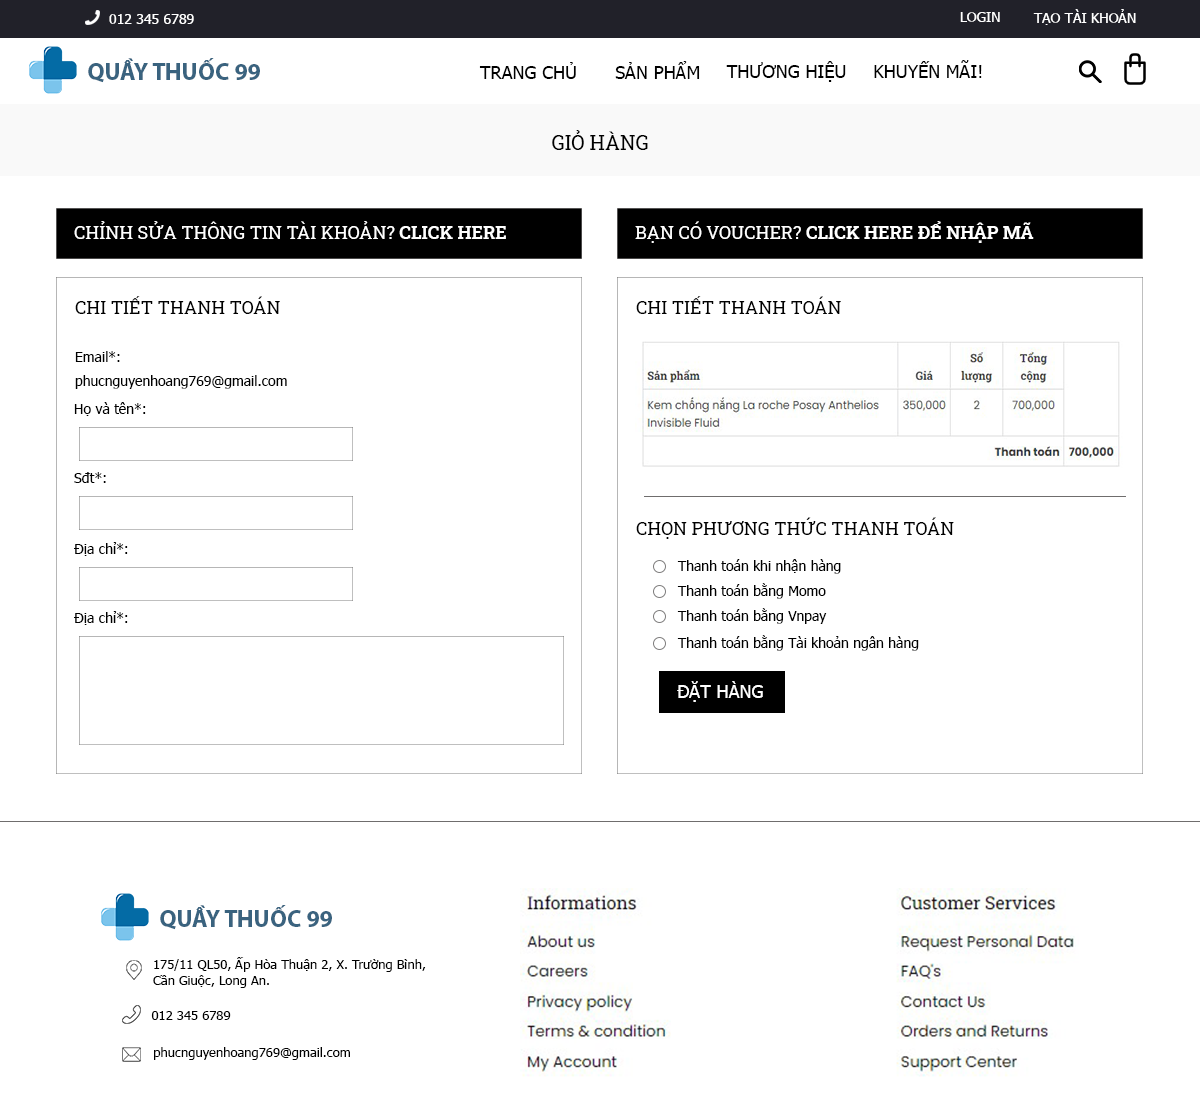 012 345 6789
LOGIN
TẠO TÀI KHOẢN
QUẦY THUỐC 99
TRANG CHỦ
SẢN PHẨM
THƯƠNG HIỆU
KHUYẾN MÃI!
GIỎ HÀNG
CHỈNH SỬA THÔNG TIN TÀI KHOẢN? CLICK HERE
CHI TIẾT THANH TOÁN
Email*:
phucnguyenhoang769@gmail.com
Họ và tên*:
Sđt*:
Địa chỉ*:
Địa chỉ*:
BẠN CÓ VOUCHER? CLICK HERE ĐỂ NHẬP MÃ
CHI TIẾT THANH TOÁN
Sản phẩm Giá Số lượng Tổng cộng
Kem chống nắng La roche Posay Anthelios 350,000 2 700,000
Invisible Fluid
Thanh toán 700,000
CHỌN PHƯƠNG THỨC THANH TOÁN
Thanh toán khi nhận hàng
Thanh toán bằng Momo
Thanh toán bằng Vnpay
Thanh toán bằng Tài khoản ngân hàng
ĐẶT HÀNG
QUẦY THUỐC 99
175/11 QL50, Ấp Hòa Thuận 2, X. Trường Bình,
Cần Giuộc, Long An.
012 345 6789
phucnguyenhoang769@gmail.com
Informations
About us
Careers
Privacy policy
Terms & condition
My Account
Customer Services
Request Personal Data
FAQ's
Contact Us
Orders and Returns
Support Center